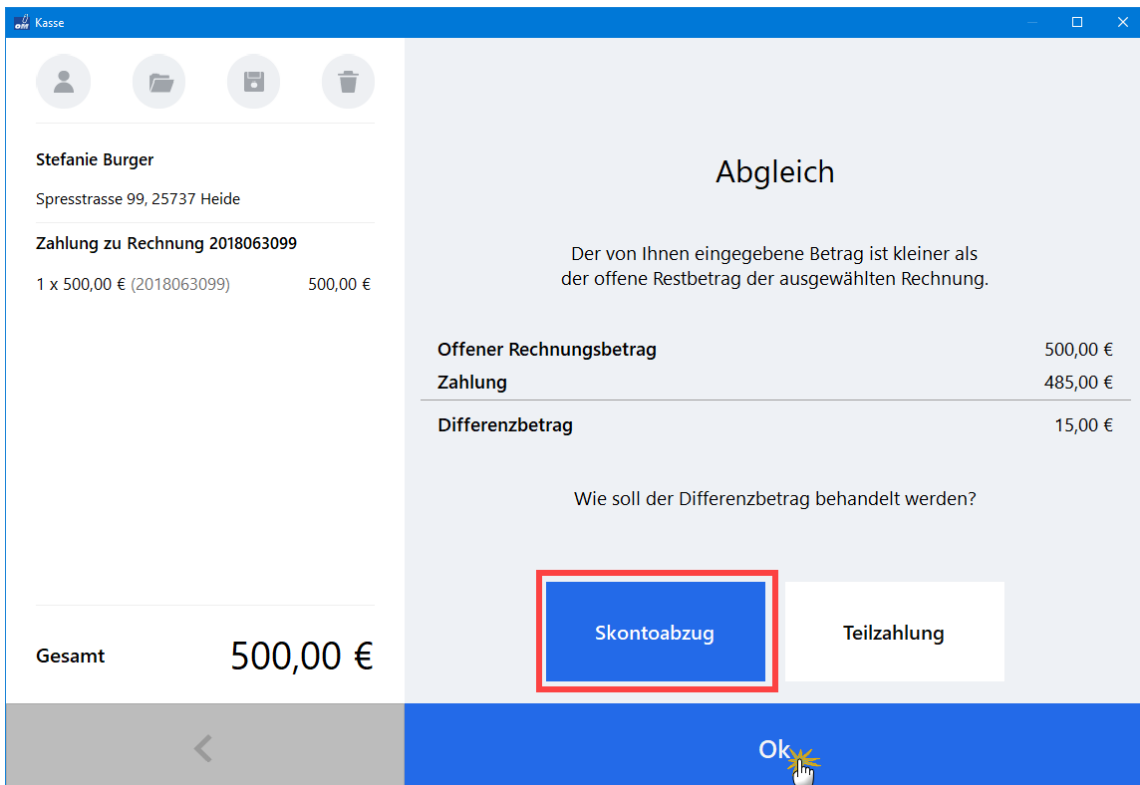 Kasse
Stefanie Burger
Spresstrasse 99, 25737 Heide
Zahlung zu Rechnung 2018063099
1 x 500,00 € (2018063099) 500,00 €
Gesamt 500,00 €
Abgleich
Der von Ihnen eingegebene Betrag ist kleiner als
der offene Restbetrag der ausgewählten Rechnung.
Offener Rechnungsbetrag 500,00 €
Zahlung 485,00 €
Differenzbetrag 15,00 €
Wie soll der Differenzbetrag behandelt werden?
Skontoabzug Teilzahlung
Ok